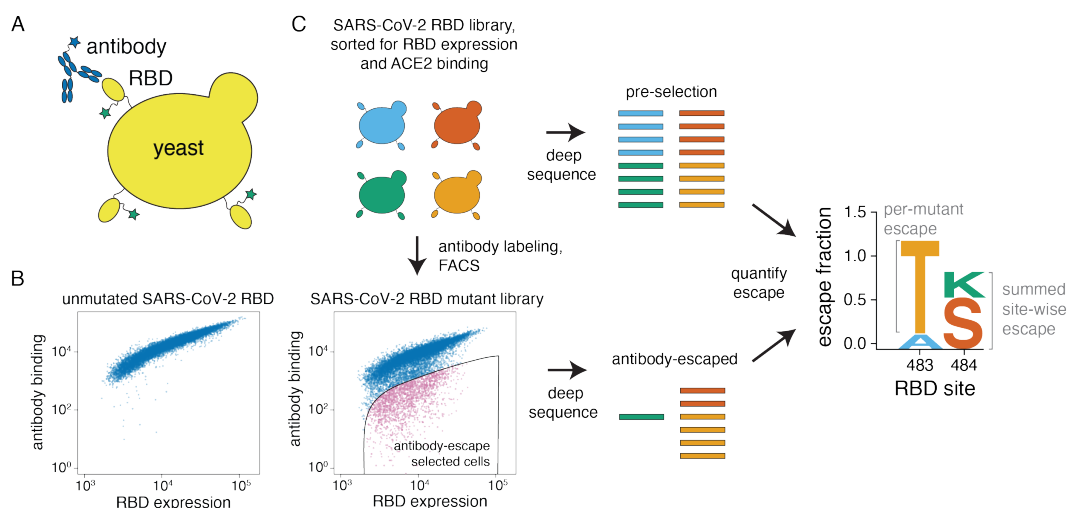 A
antibody
RBD
yeast
B
unmutated SARS-CoV-2 RBD
antibody binding
10⁴
10²
10⁰
10³
10⁴
10⁵
RBD expression
C
SARS-CoV-2 RBD library,
sorted for RBD expression
and ACE2 binding
deep
sequence
pre-selection
antibody labeling,
FACS
SARS-CoV-2 RBD mutant library
antibody binding
10⁴
10²
10⁰
antibody-escape
selected cells
10³
10⁴
10⁵
RBD expression
deep
sequence
antibody-escaped
quantify
escape
escape fraction
1.5
1.0
0.5
0.0
per-mutant
escape
T
A
K
S
summed
site-wise
escape
483
484
RBD site